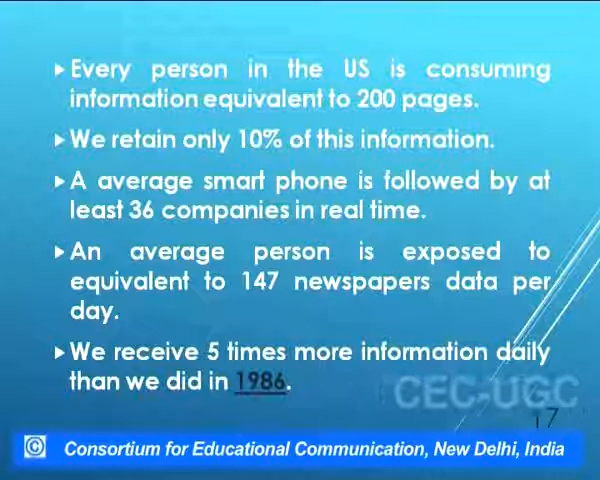 Every person in the US is consuming
information equivalent to 200 pages.
We retain only 10% of this information.
A average smart phone is followed by at
least 36 companies in real time.
An average person is exposed to
equivalent to 147 newspapers data per
day.
We receive 5 times more information daily
than we did in 1986.
CEC-UGC
17
© Consortium for Educational Communication, New Delhi, India